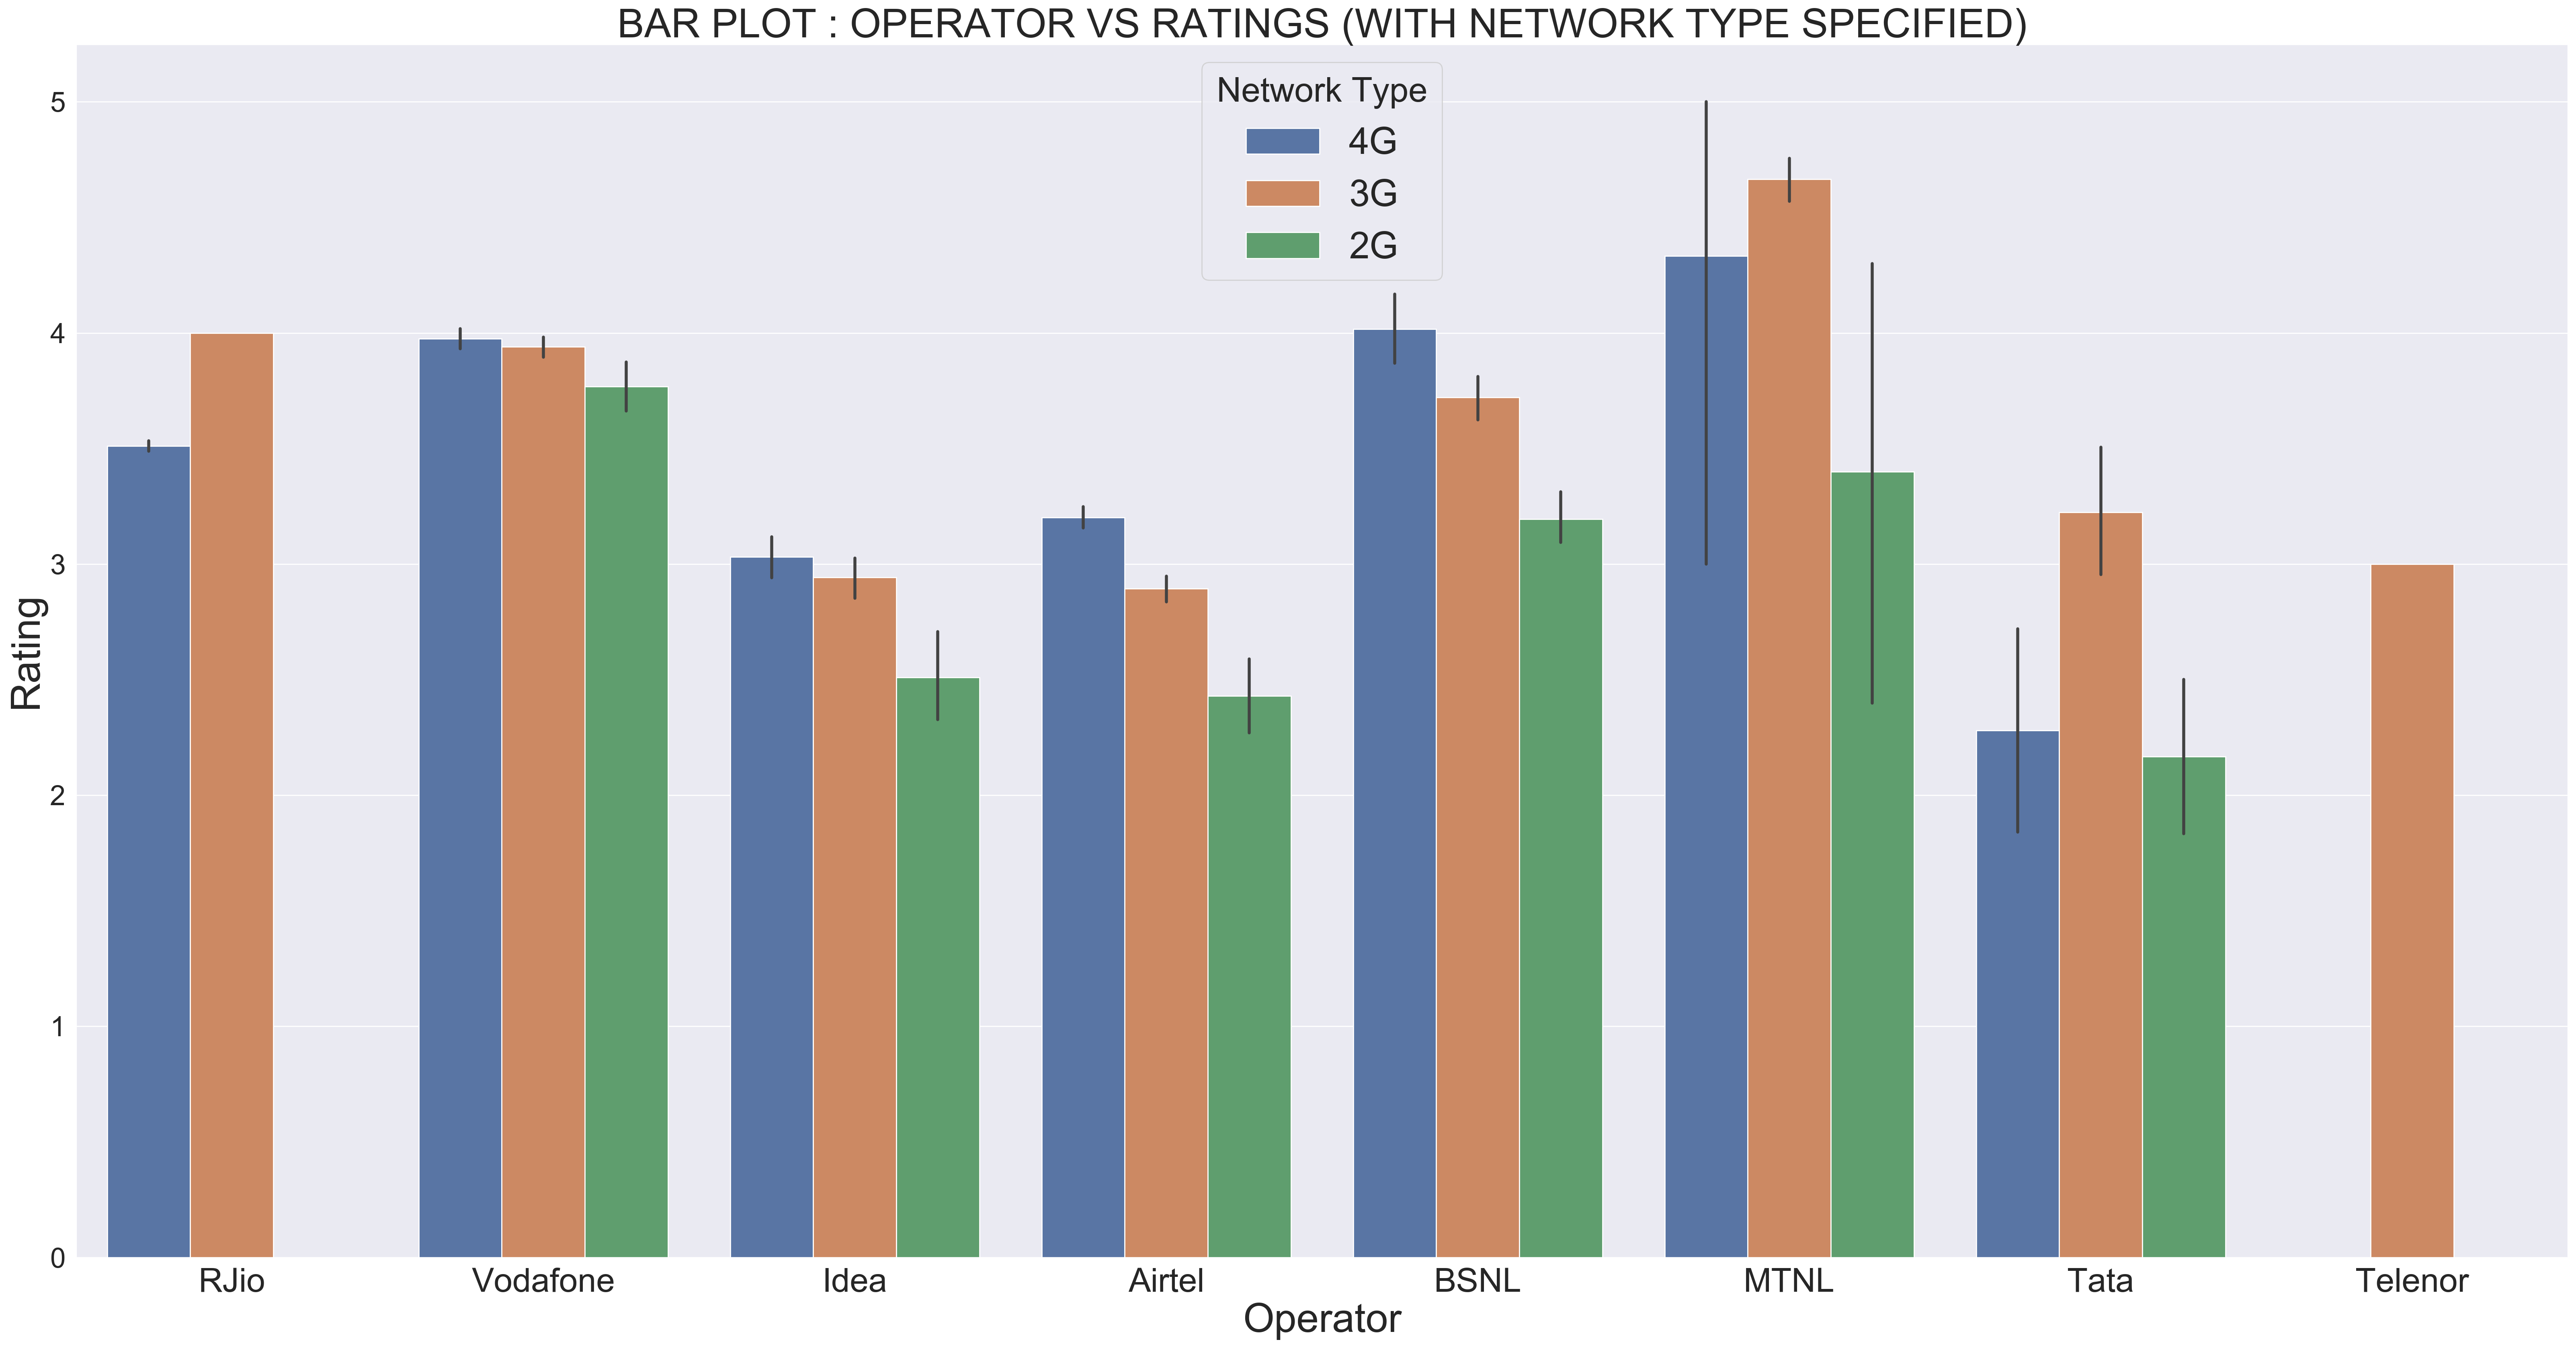 BAR PLOT : OPERATOR VS RATINGS (WITH NETWORK TYPE SPECIFIED)
Network Type
4G
3G
2G
5
4
3
2
1
0
Rating
RJio Vodafone Idea Airtel BSNL MTNL Tata Telenor
Operator